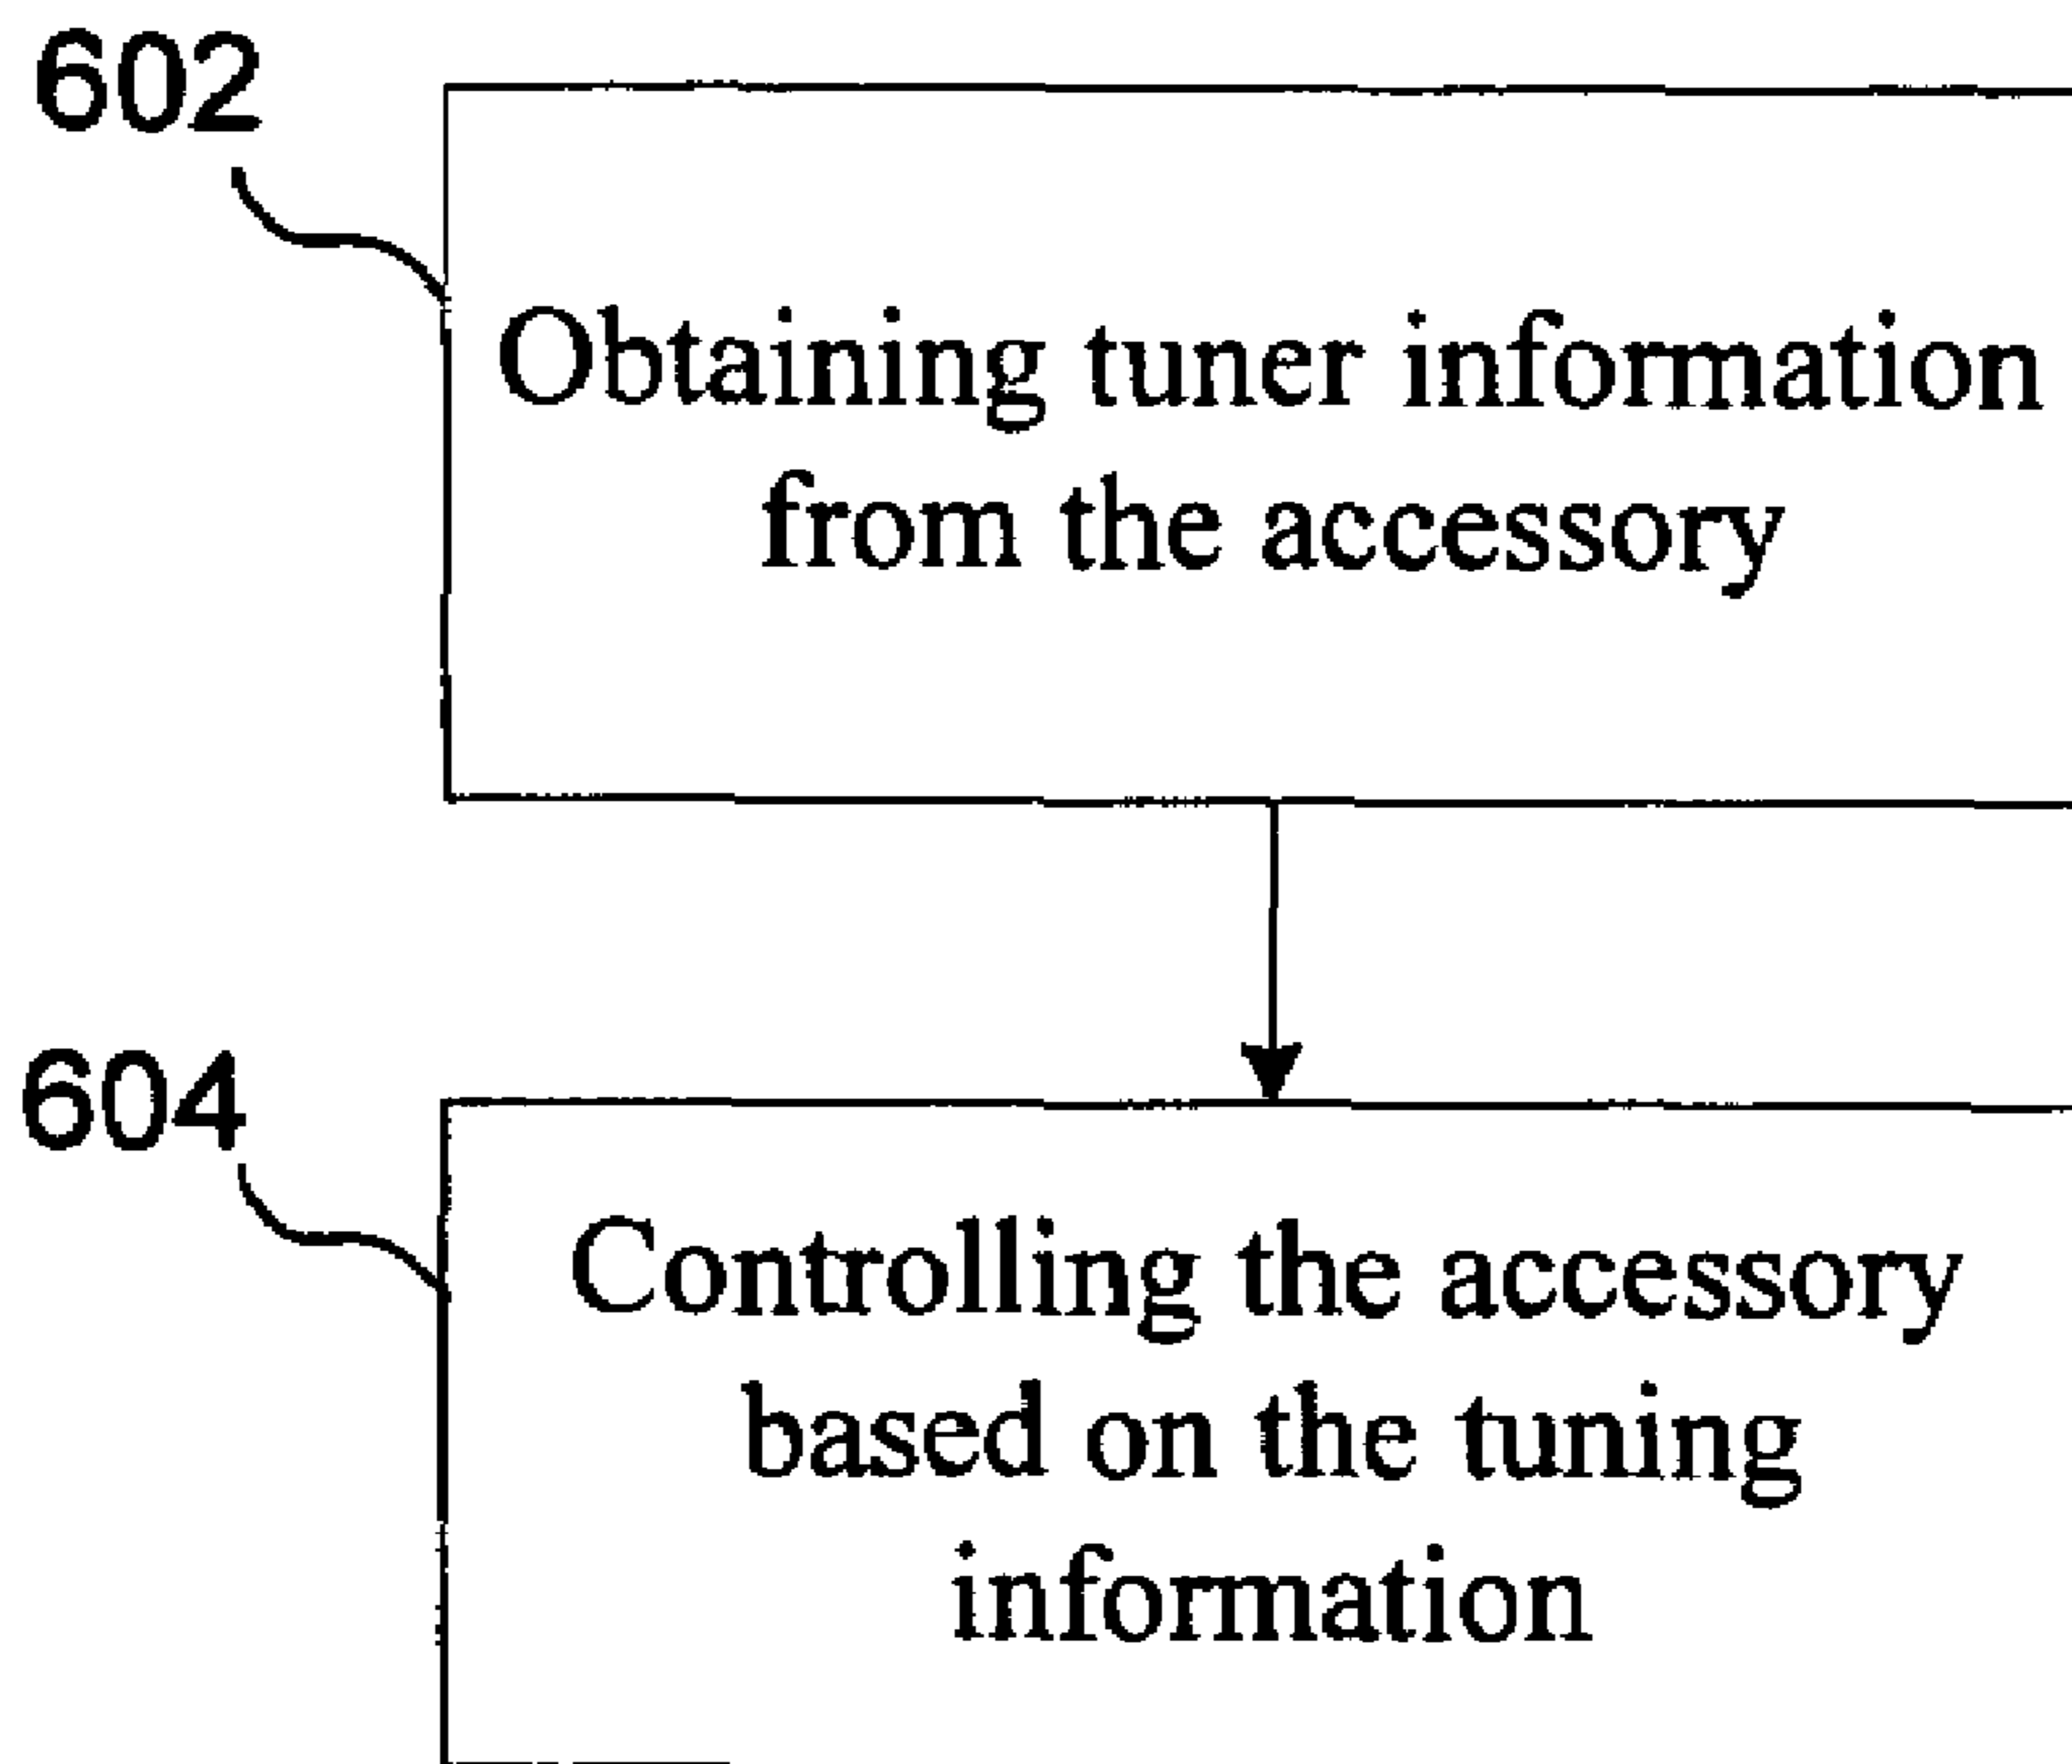 602
Obtaining tuner information
from the accessory
604
Controlling the accessory
based on the tuning
information